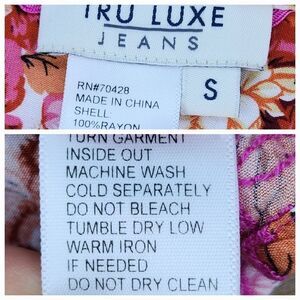 TRU LUXE
JEANS
S
RN#70428
MADE IN CHINA
SHELL
100%RAYON
TURN GARMENT
INSIDE OUT
MACHINE WASH
COLD SEPARATELY
DO NOT BLEACH
TUMBLE DRY LOW
WARM IRON
IF NEEDED
DO NOT DRY CLEAN